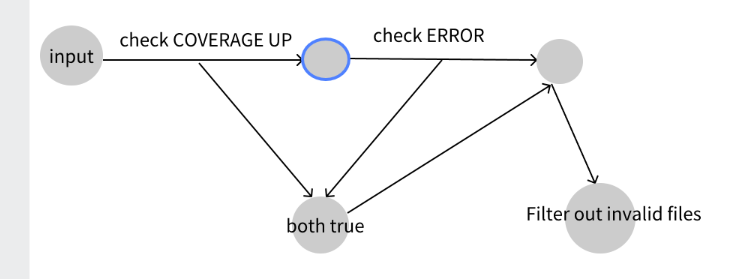 check COVERAGE UP
check ERROR
input
both true
Filter out invalid files